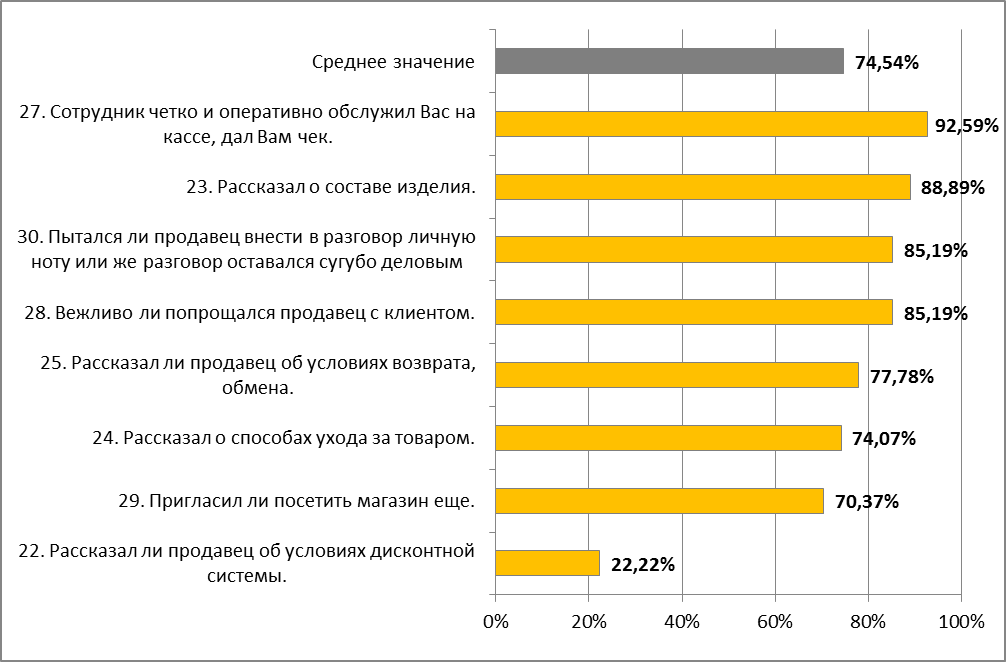 Среднее значение
74,54%
27. Сотрудник четко и оперативно обслужил Вас на
кассе, дал Вам чек.
92,59%
23. Рассказал о составе изделия.
88,89%
30. Пытался ли продавец внести в разговор личную
ноту или же разговор оставался сугубо деловым
85,19%
28. Вежливо ли попрощался продавец с клиентом.
85,19%
25. Рассказал ли продавец об условиях возврата,
обмена.
77,78%
24. Рассказал о способах ухода за товаром.
74,07%
29. Пригласил ли посетить магазин еще.
70,37%
22. Рассказал ли продавец об условиях дисконтной
системы.
22,22%
0% 20% 40% 60% 80% 100%